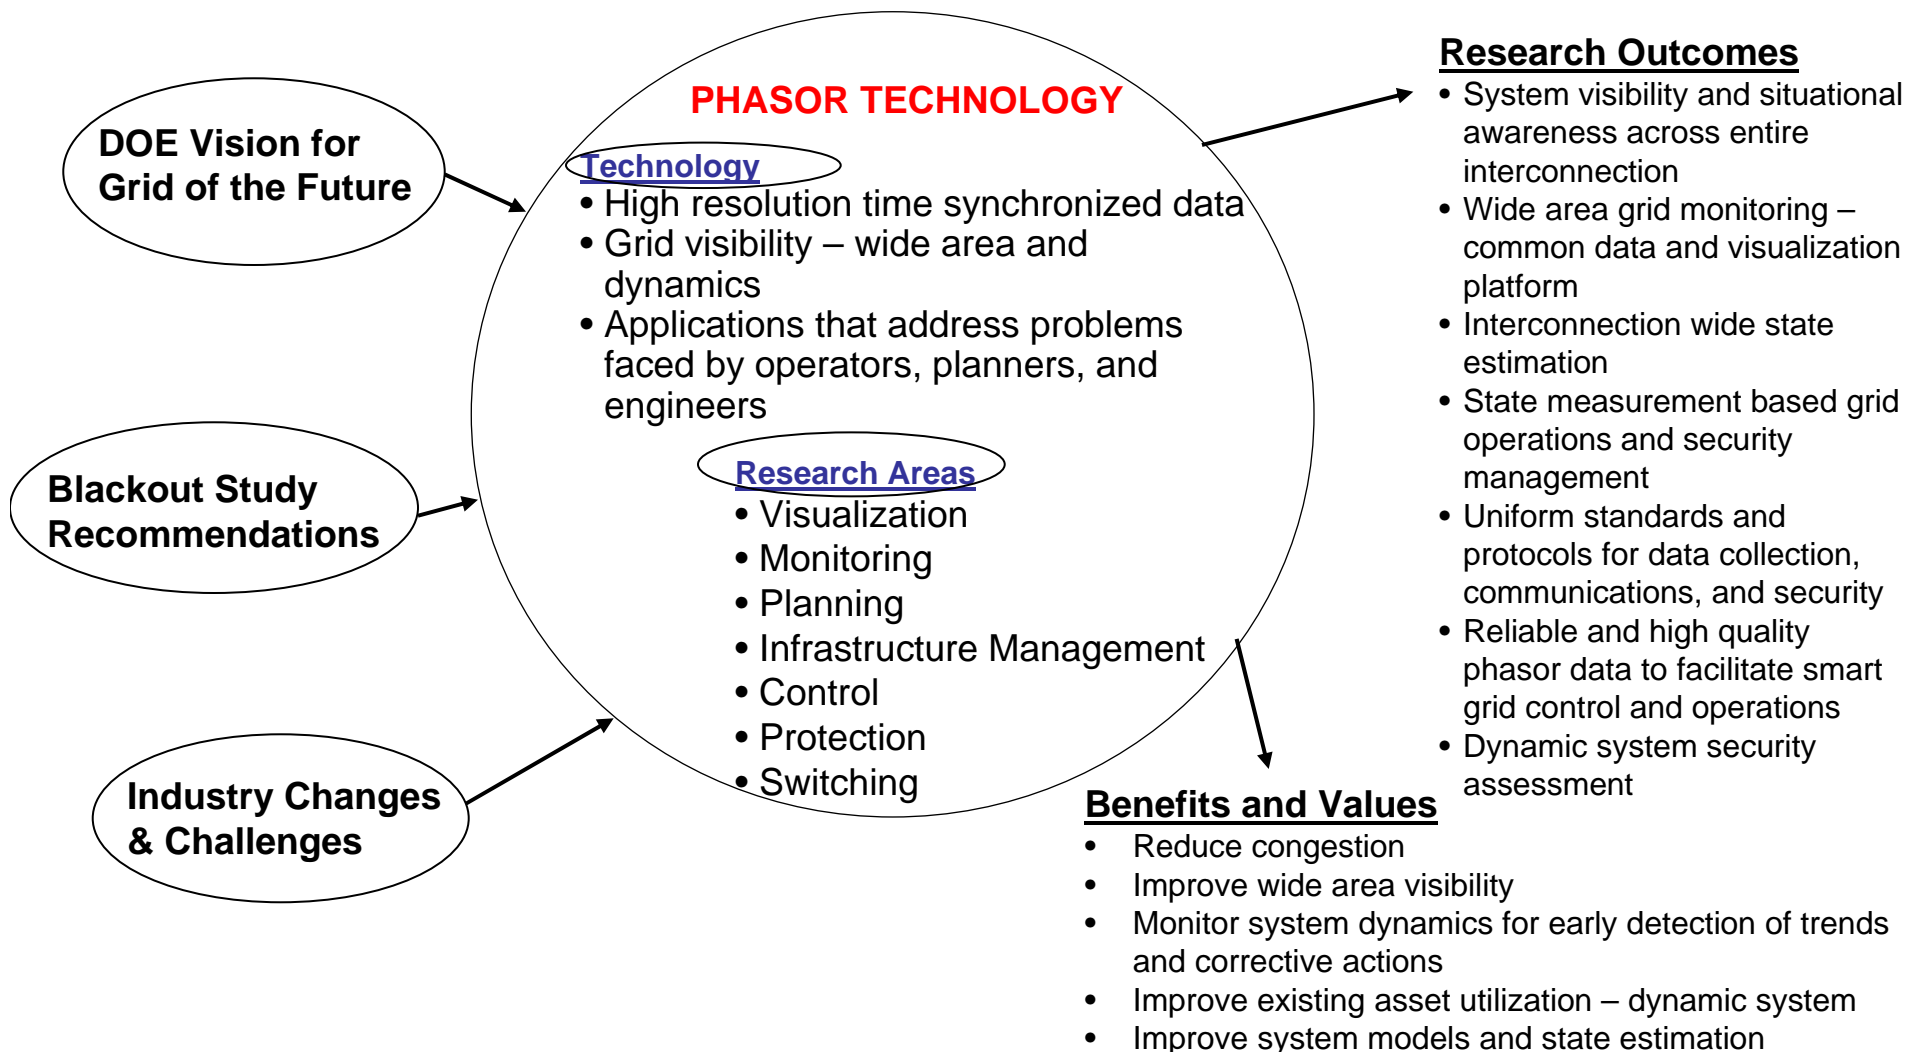 DOE Vision for
Grid of the Future
Blackout Study
Recommendations
Industry Changes
& Challenges
PHASOR TECHNOLOGY
Technology
• High resolution time synchronized data
• Grid visibility – wide area and
dynamics
• Applications that address problems
faced by operators, planners, and
engineers
Research Areas
• Visualization
• Monitoring
• Planning
• Infrastructure Management
• Control
• Protection
• Switching
Research Outcomes
• System visibility and situational
awareness across entire
interconnection
• Wide area grid monitoring –
common data and visualization
platform
• Interconnection wide state
estimation
• State measurement based grid
operations and security
management
• Uniform standards and
protocols for data collection,
communications, and security
• Reliable and high quality
phasor data to facilitate smart
grid control and operations
• Dynamic system security
assessment
Benefits and Values
• Reduce congestion
• Improve wide area visibility
• Monitor system dynamics for early detection of trends
and corrective actions
• Improve existing asset utilization – dynamic system
• Improve system models and state estimation